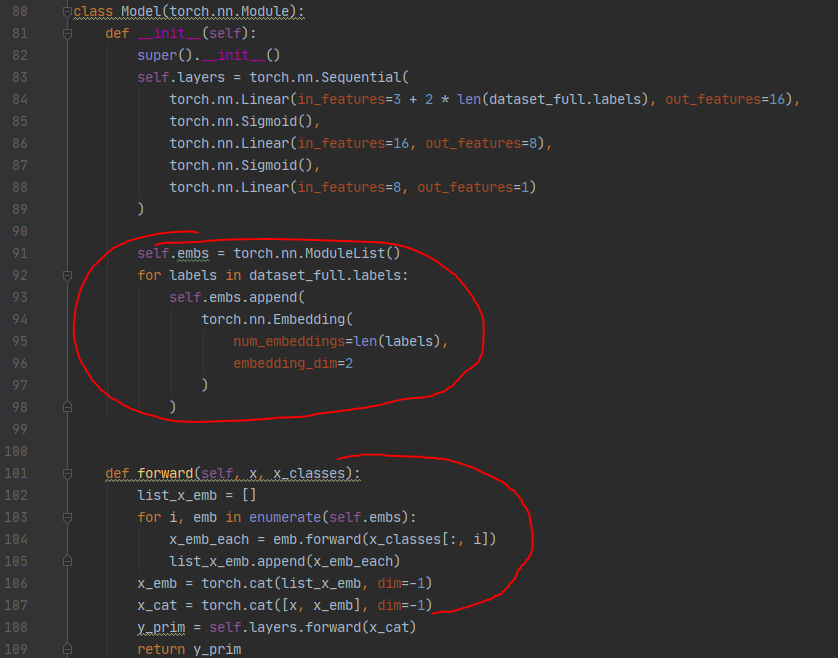 80 class Model(torch.nn.Module):
81     def __init__(self):
82         super().__init__()
83         self.layers = torch.nn.Sequential(
84             torch.nn.Linear(in_features=3 + 2 * len(dataset_full.labels), out_features=16),
85             torch.nn.Sigmoid(),
86             torch.nn.Linear(in_features=16, out_features=8),
87             torch.nn.Sigmoid(),
88             torch.nn.Linear(in_features=8, out_features=1)
89         )
90
91         self.embs = torch.nn.ModuleList()
92         for labels in dataset_full.labels:
93             self.embs.append(
94                 torch.nn.Embedding(
95                     num_embeddings=len(labels),
96                     embedding_dim=2
97                 )
98             )
99
100
101     def forward(self, x, x_classes):
102         list_x_emb = []
103         for i, emb in enumerate(self.embs):
104             x_emb_each = emb.forward(x_classes[:, i])
105             list_x_emb.append(x_emb_each)
106         x_emb = torch.cat(list_x_emb, dim=-1)
107         x_cat = torch.cat([x, x_emb], dim=-1)
108         y_prim = self.layers.forward(x_cat)
109         return y_prim